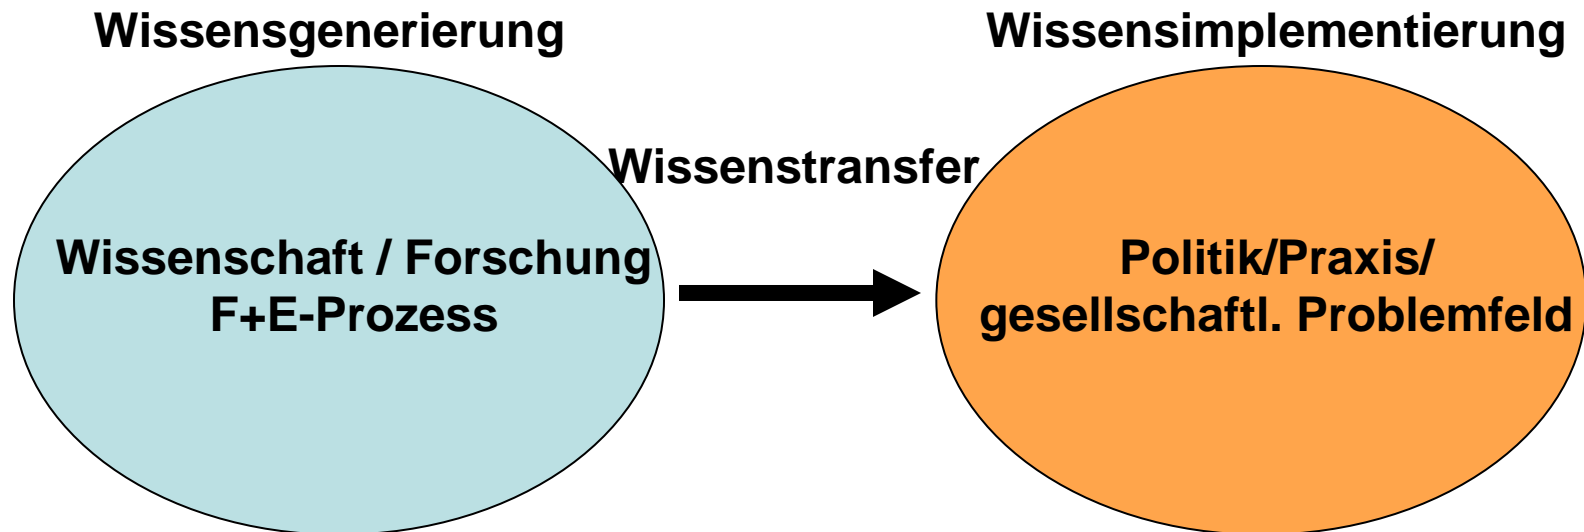 Wissensgenerierung
Wissensimplementierung
Wissenstransfer
Wissenschaft / Forschung
F+E-Prozess
Politik/Praxis/
gesellschaftl. Problemfeld